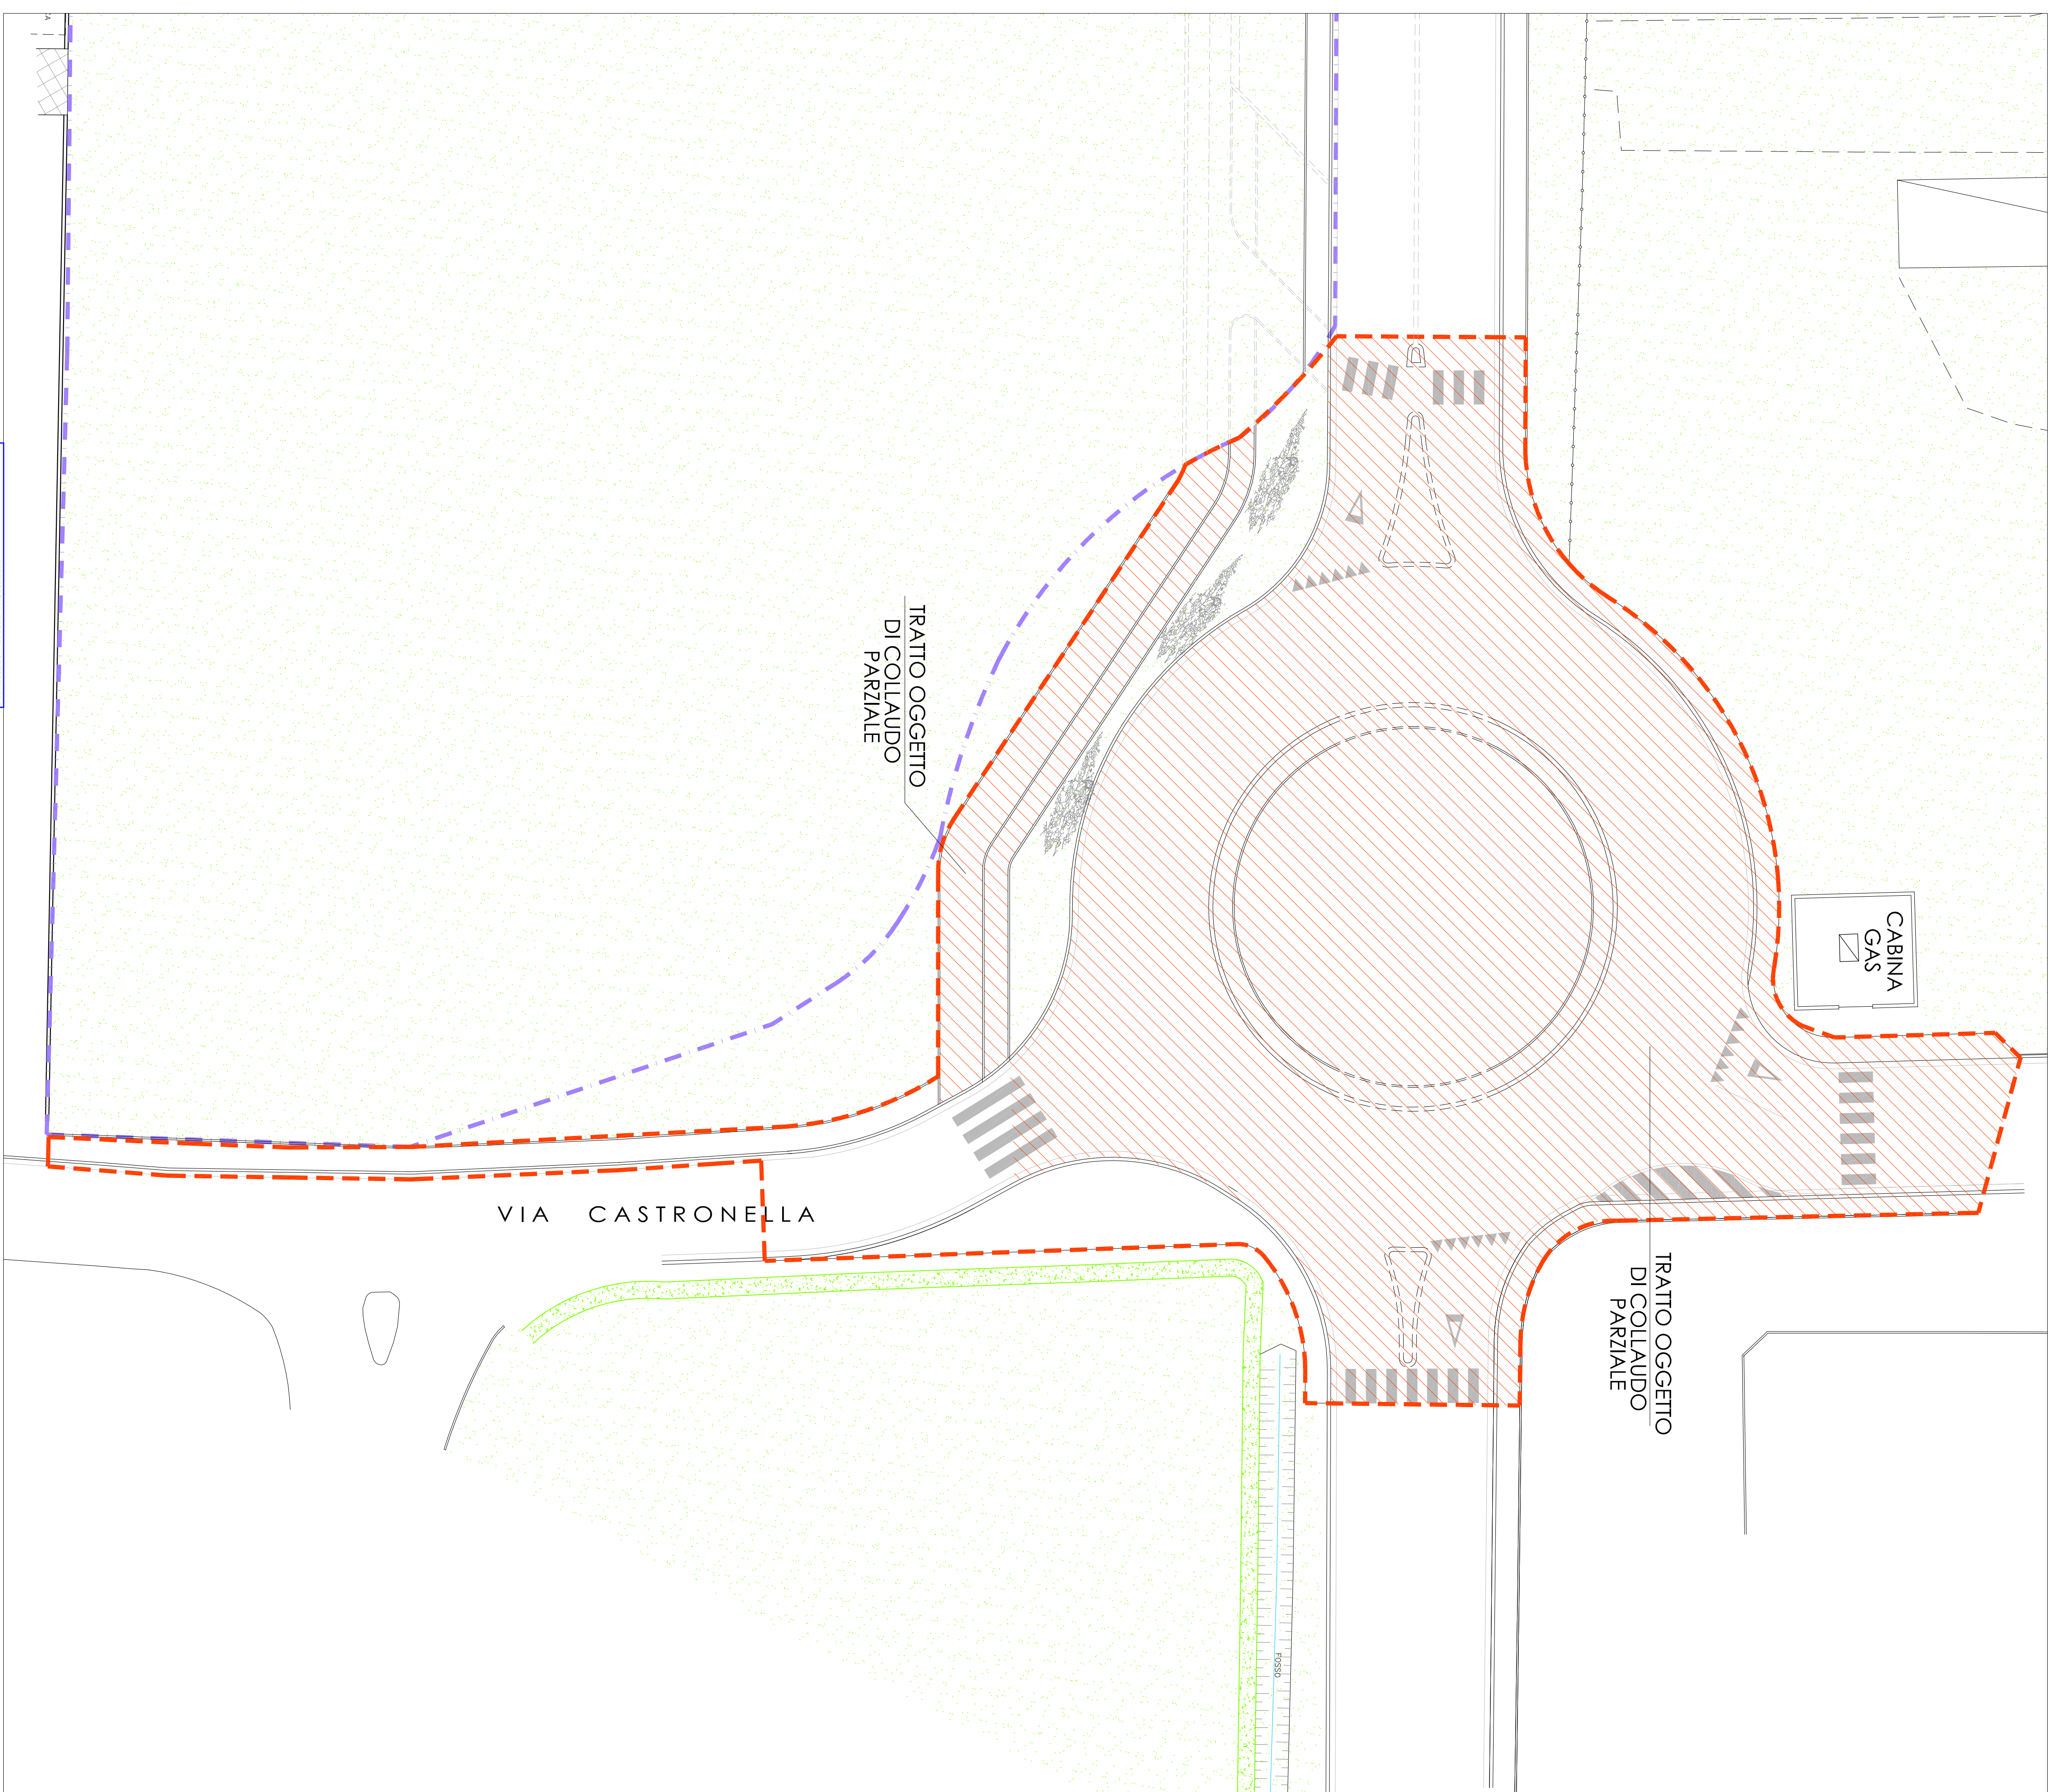 TRATTO OGGETTO
DI COLLAUDO
PARZIALE
CABINA
GAS
VIA CASTRONELLA
TRATTO OGGETTO
DI COLLAUDO
PARZIALE
FOSSO